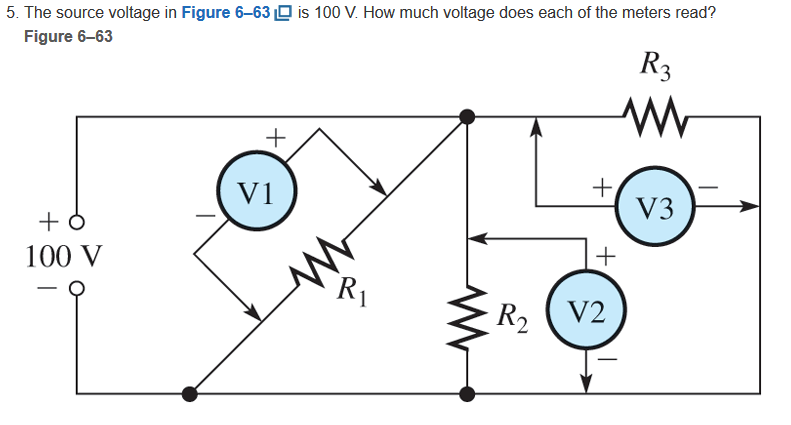 5. The source voltage in Figure 6–63 is 100 V. How much voltage does each of the meters read?
Figure 6–63
R3
+
V1
–
+
100 V
–
R1
+
V3
–
+
V2
–
R2